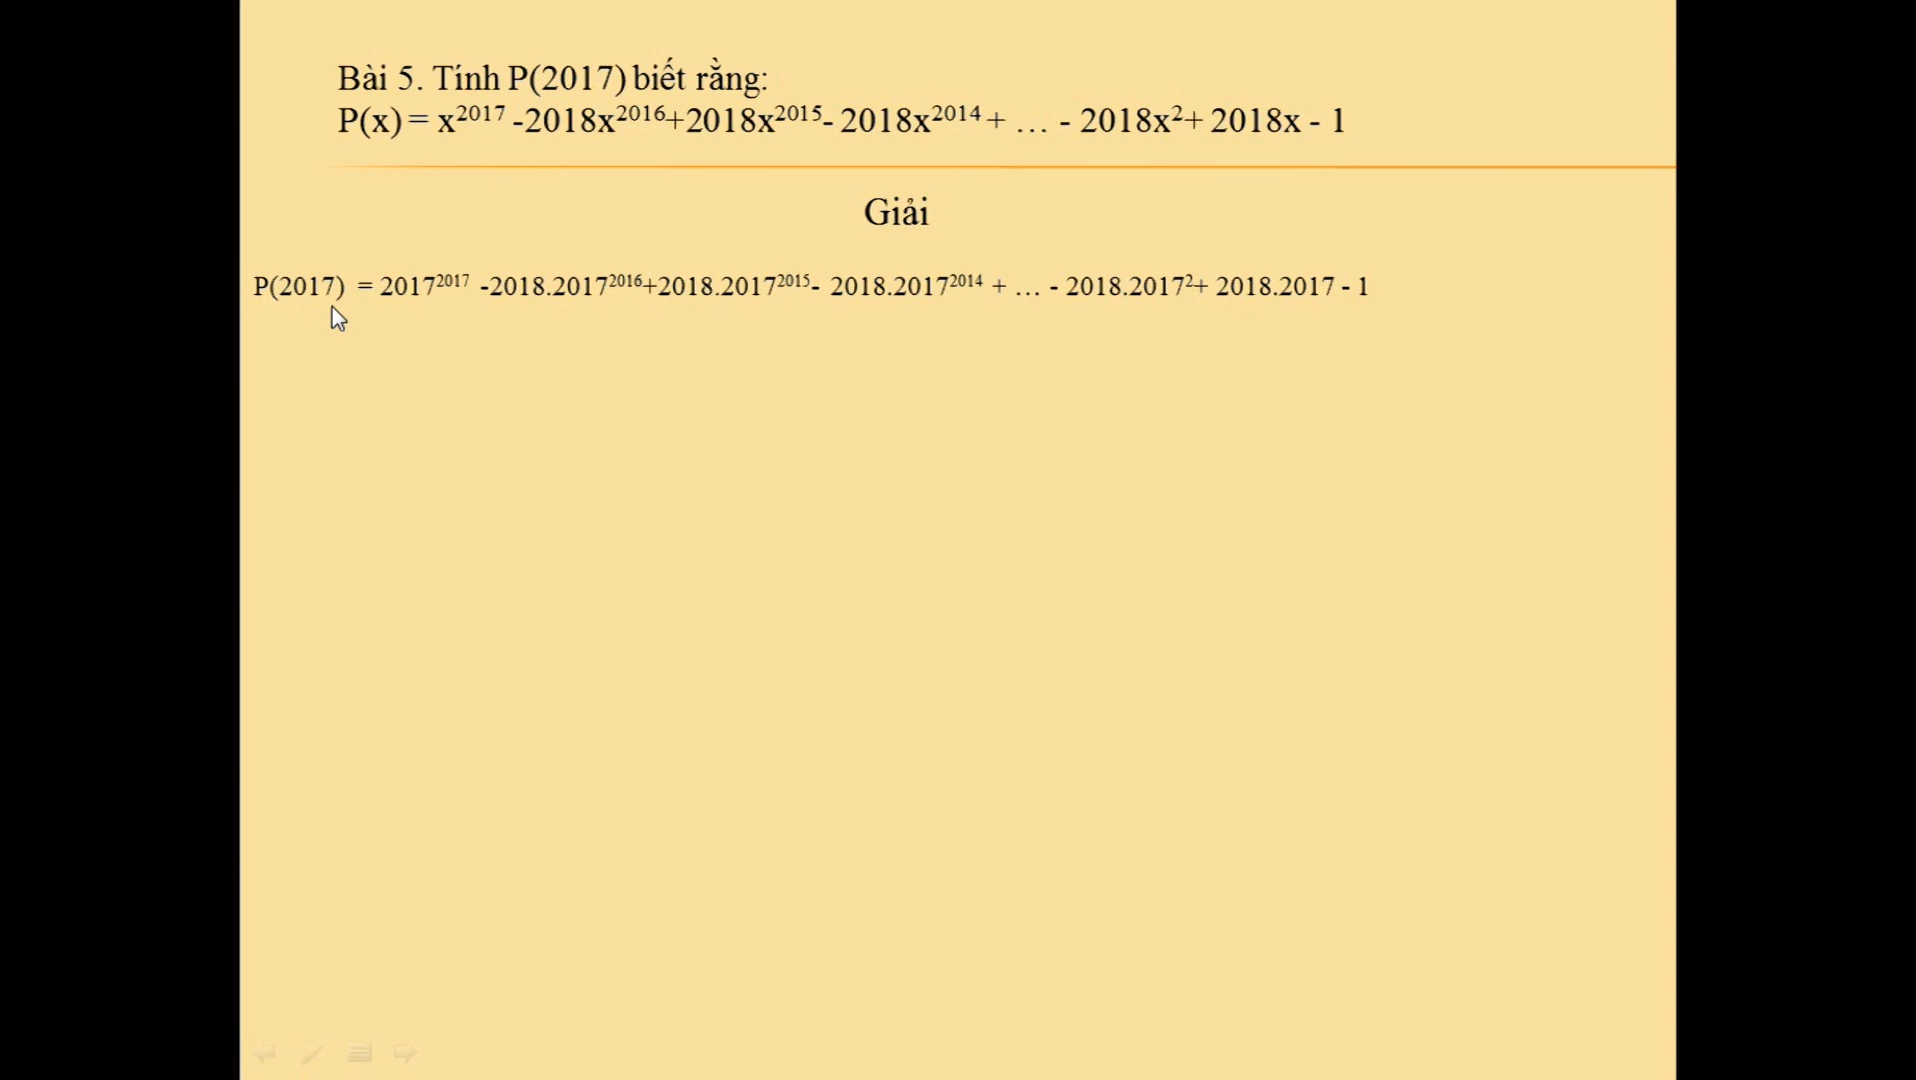 Bài 5. Tính P(2017) biết rằng:
P(x) = x²⁰¹⁷ -2018x²⁰¹⁶+2018x²⁰¹⁵- 2018x²⁰¹⁴ + … - 2018x²+ 2018x - 1
Giải
P(2017) = 2017²⁰¹⁷ -2018.2017²⁰¹⁶+2018.2017²⁰¹⁵- 2018.2017²⁰¹⁴ + … - 2018.2017²+ 2018.2017 - 1